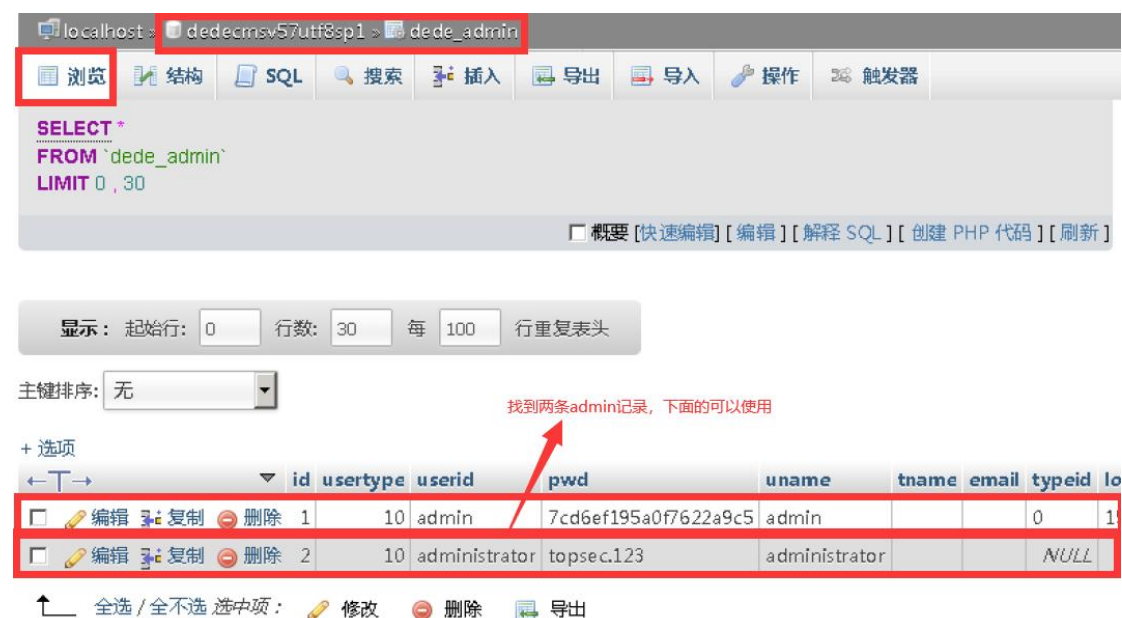 localhost » dedecmsv57utf8sp1 » dede_admin
浏览 结构 SQL 搜索 插入 导出 导入 操作 触发器
SELECT *
FROM `dede_admin`
LIMIT 0 , 30
概要 [快速编辑] [ 编辑 ] [ 解释 SQL ] [ 创建 PHP 代码 ] [ 刷新 ]
显示： 起始行: 0 行数: 30 每 100 行重复表头
主键排序: 无
找到两条admin记录，下面的可以使用
+ 选项
←T→ id usertype userid pwd uname tname email typeid lo
编辑 复制 删除 1 10 admin 7cd6ef195a0f7622a9c5 admin 0
编辑 复制 删除 2 10 administrator topsec.123 administrator NULL
全选 / 全不选 选中项： 修改 删除 导出